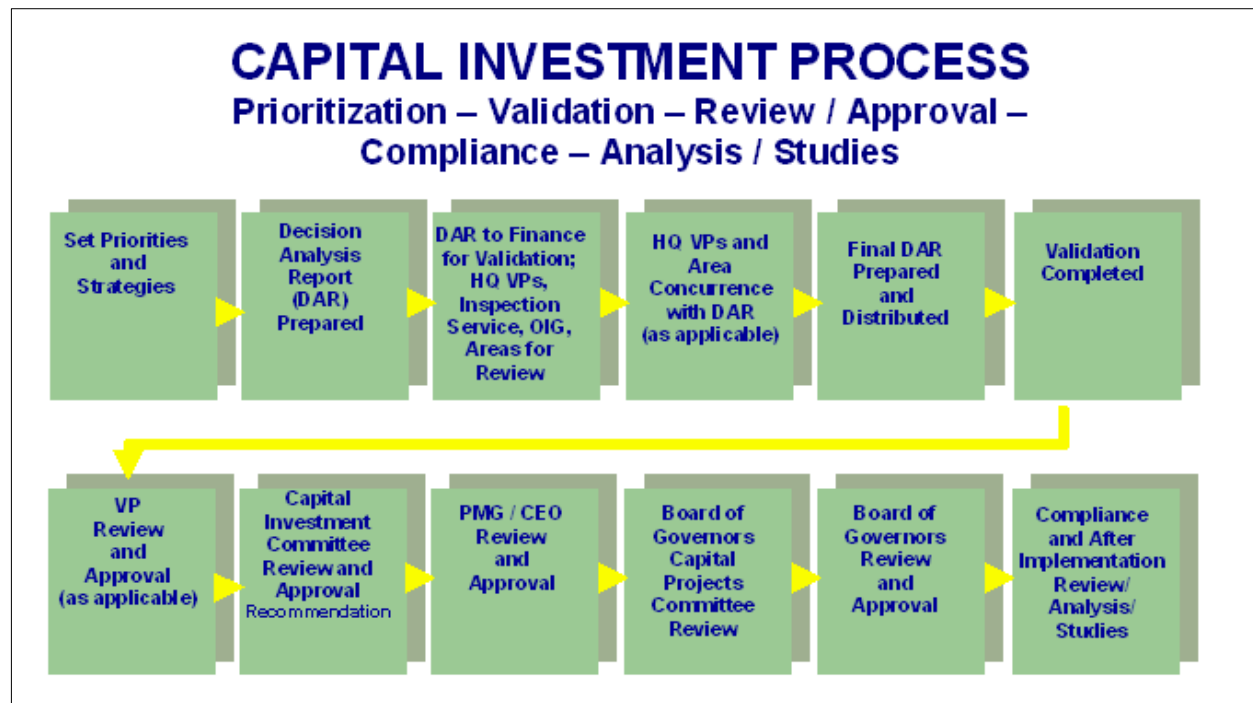 CAPITAL INVESTMENT PROCESS
Prioritization – Validation – Review / Approval –
Compliance – Analysis / Studies
Set Priorities
and
Strategies
Decision
Analysis
Report
(DAR)
Prepared
DAR to Finance
for Validation;
HQ VPs,
Inspection
Service, OIG,
Areas for
Review
HQ VPs and
Area
Concurrence
with DAR
(as applicable)
Final DAR
Prepared
and
Distributed
Validation
Completed
VP
Review
and
Approval
(as applicable)
Capital
Investment
Committee
Review and
Approval
Recommendation
PMG / CEO
Review
and
Approval
Board of
Governors
Capital
Projects
Committee
Review
Board of
Governors
Review
and
Approval
Compliance
and After
Implementation
Review/
Analysis/
Studies